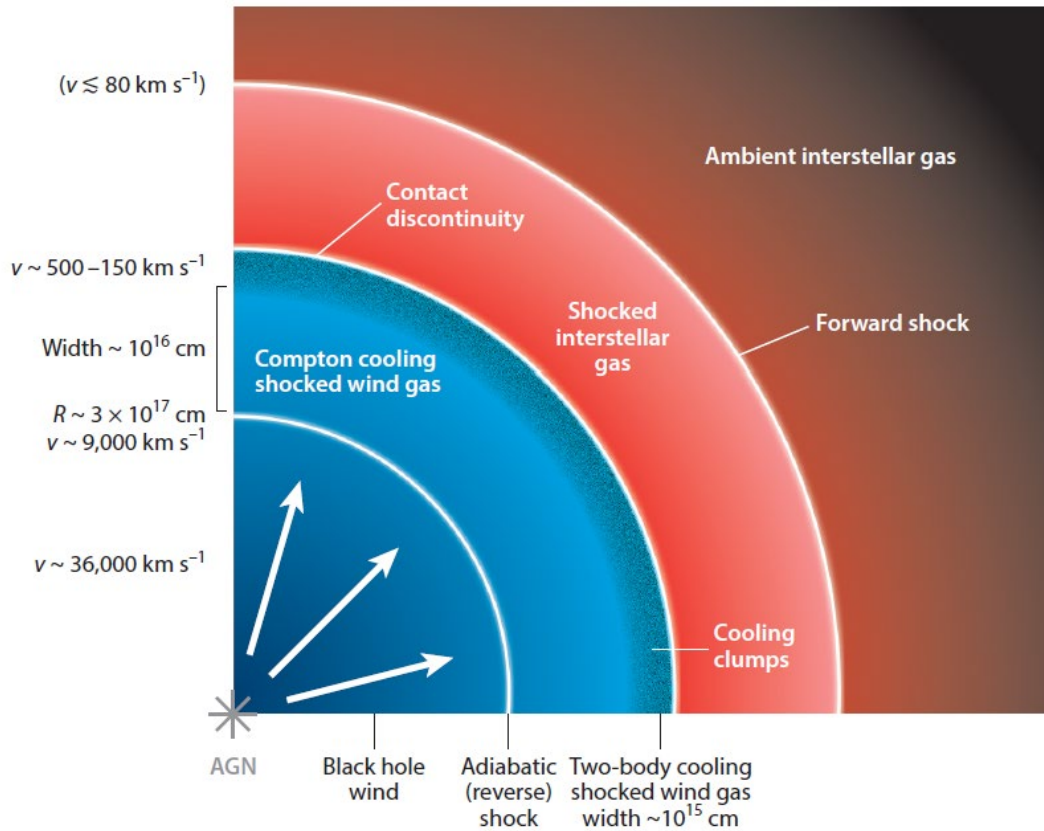 (v ≲ 80 km s⁻¹)
Ambient interstellar gas
Contact
discontinuity
v ~ 500 – 150 km s⁻¹
Shocked
interstellar
gas
Forward shock
Width ~ 10¹⁶ cm
Compton cooling
shocked wind gas
R ~ 3 × 10¹⁷ cm
v ~ 9,000 km s⁻¹
v ~ 36,000 km s⁻¹
Cooling
clumps
AGN
Black hole
wind
Adiabatic
(reverse)
shock
Two-body cooling
shocked wind gas
width ~10¹⁵ cm